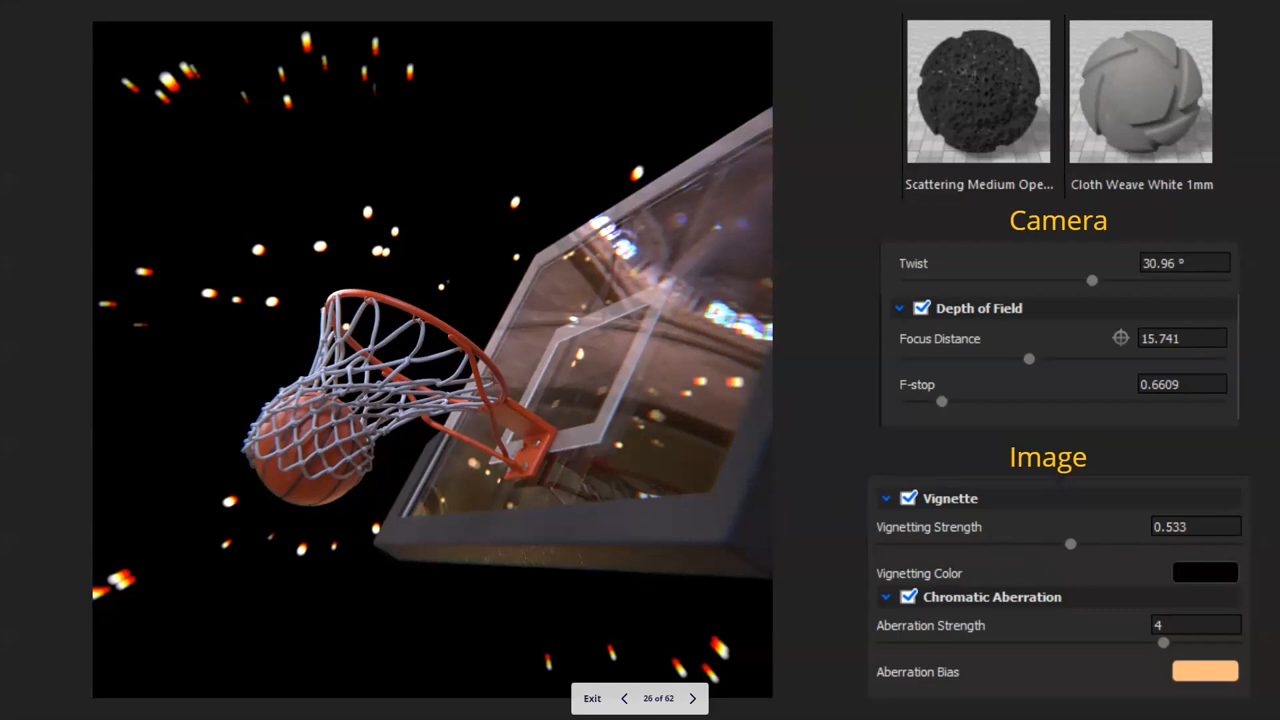 Scattering Medium Ope...
Cloth Weave White 1mm
Camera
Twist
30.96 °
Depth of Field
Focus Distance
15.741
F-stop
0.6609
Image
Vignette
Vignetting Strength
0.533
Vignetting Color
Chromatic Aberration
Aberration Strength
4
Aberration Bias
Exit
26 of 62